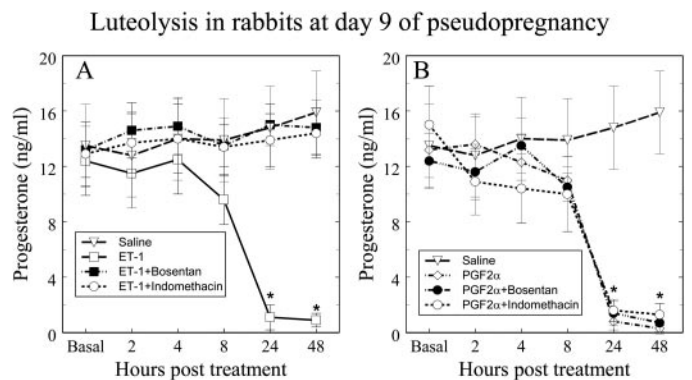 Luteolysis in rabbits at day 9 of pseudopregnancy
A
Progesterone (ng/ml)
20
16
12
8
4
0
Saline
ET-1
ET-1+Bosentan
ET-1+Indomethacin
*
*
Basal 2 4 8 24 48
Hours post treatment
B
Progesterone (ng/ml)
20
16
12
8
4
0
Saline
PGF2α
PGF2α+Bosentan
PGF2α+Indomethacin
*
*
Basal 2 4 8 24 48
Hours post treatment